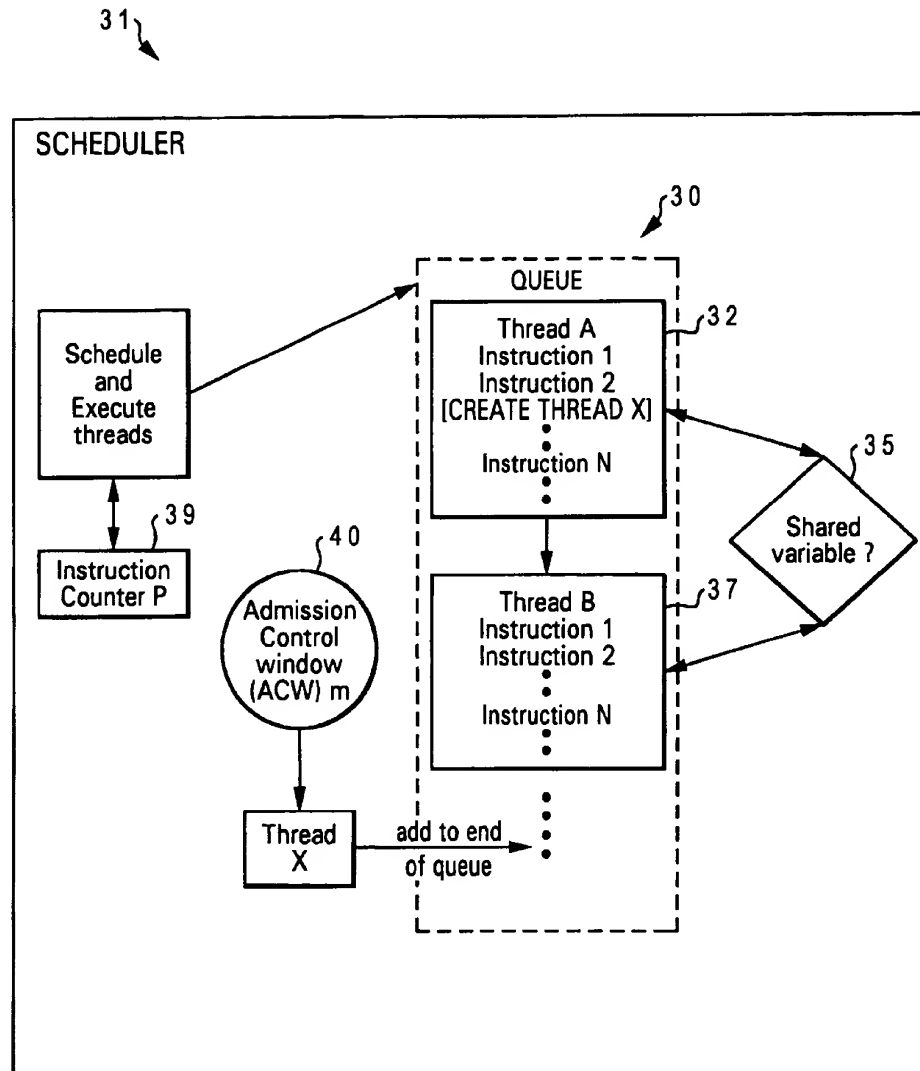 31
SCHEDULER
30
QUEUE
Thread A
Instruction 1
Instruction 2
[CREATE THREAD X]
Instruction N
32
Schedule
and
Execute
threads
35
Shared
variable ?
39
Instruction
Counter P
40
Admission
Control
window
(ACW) m
37
Thread B
Instruction 1
Instruction 2
Instruction N
Thread
X
add to end
of queue